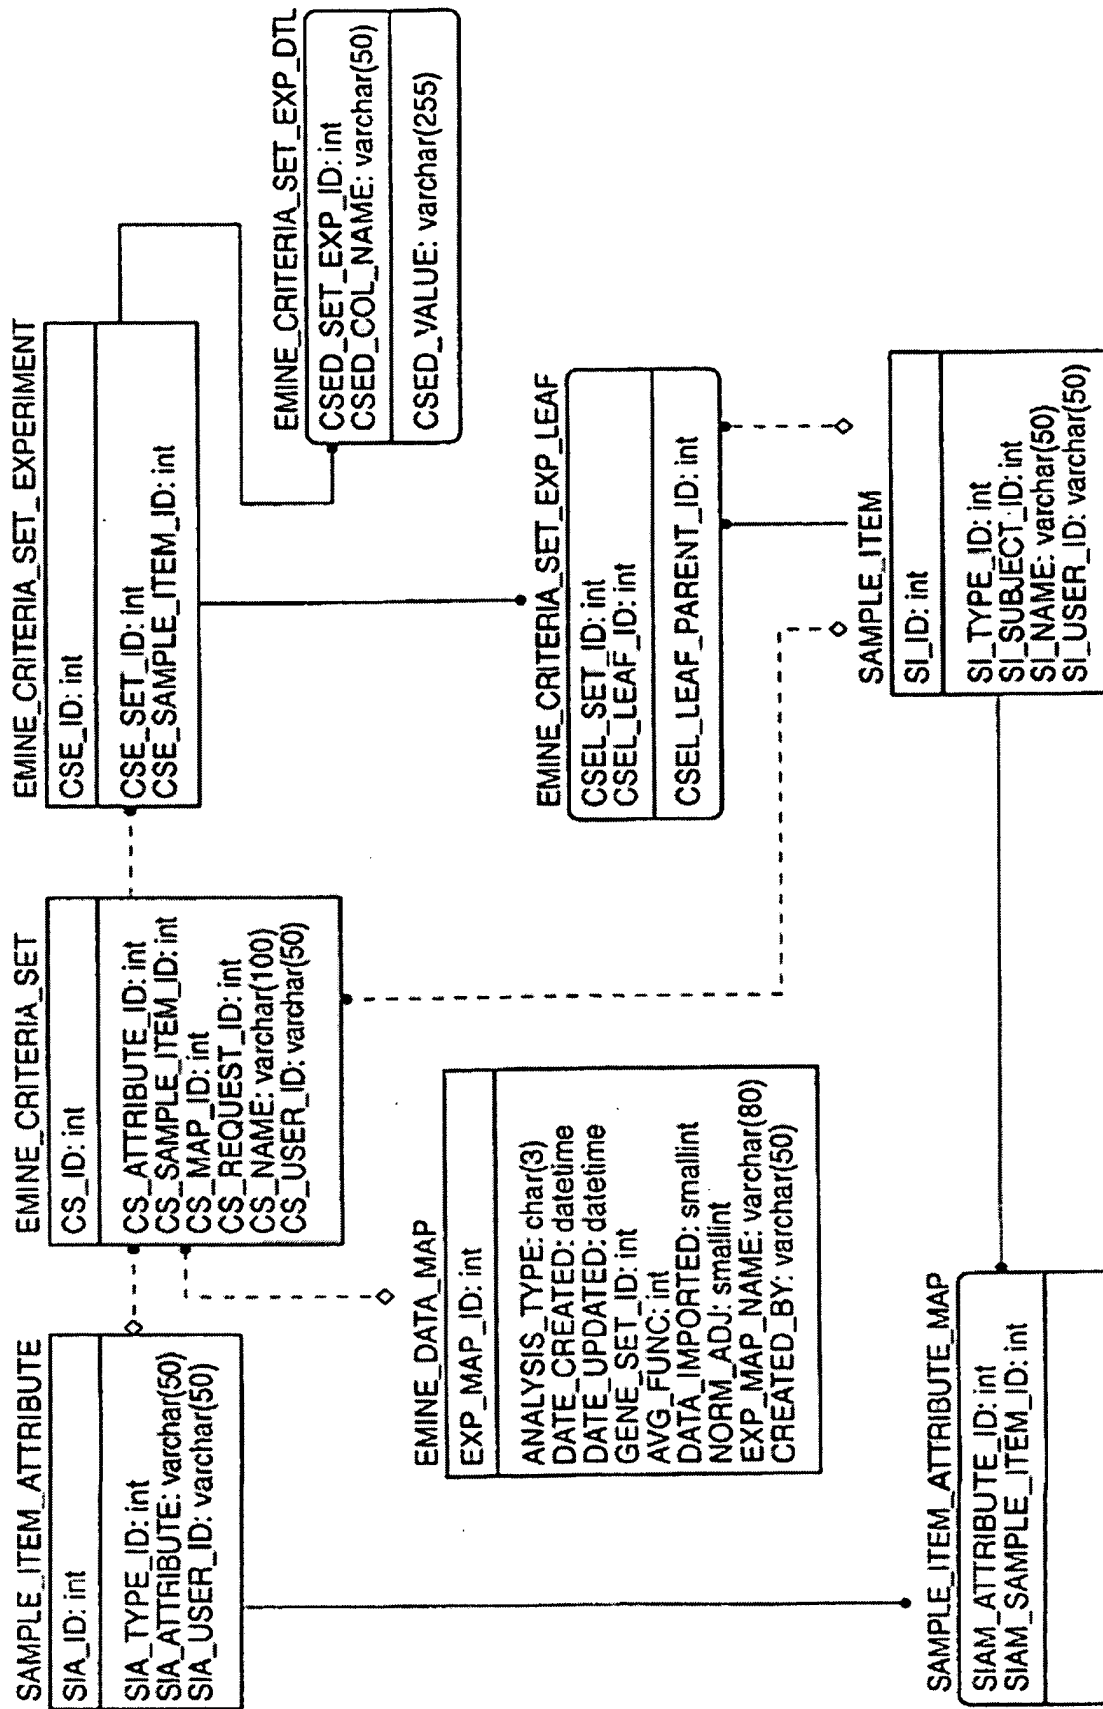 SAMPLE_ITEM_ATTRIBUTE
SIA_ID: int
SIA_TYPE_ID: int
SIA_ATTRIBUTE: varchar(50)
SIA_USER_ID: varchar(50)
EMINE_CRITERIA_SET
CS_ID: int
CS_ATTRIBUTE_ID: int
CS_SAMPLE_ITEM_ID: int
CS_MAP_ID: int
CS_REQUEST_ID: int
CS_NAME: varchar(100)
CS_USER_ID: varchar(50)
EMINE_CRITERIA_SET_EXPERIMENT
CSE_ID: int
CSE_SET_ID: int
CSE_SAMPLE_ITEM_ID: int
EMINE_CRITERIA_SET_EXP_DTL
CSED_SET_EXP_ID: int
CSED_COL_NAME: varchar(50)
CSED_VALUE: varchar(255)
EMINE_DATA_MAP
EXP_MAP_ID: int
ANALYSIS_TYPE: char(3)
DATE_CREATED: datetime
DATE_UPDATED: datetime
GENE_SET_ID: int
AVG_FUNC: int
DATA_IMPORTED: smallint
NORM_ADJ: smallint
EXP_MAP_NAME: varchar(80)
CREATED_BY: varchar(50)
EMINE_CRITERIA_SET_EXP_LEAF
CSEL_SET_ID: int
CSEL_LEAF_ID: int
CSEL_LEAF_PARENT_ID: int
SAMPLE_ITEM_ATTRIBUTE_MAP
SIAM_ATTRIBUTE_ID: int
SIAM_SAMPLE_ITEM_ID: int
SAMPLE_ITEM
SI_ID: int
SI_TYPE_ID: int
SI_SUBJECT_ID: int
SI_NAME: varchar(50)
SI_USER_ID: varchar(50)